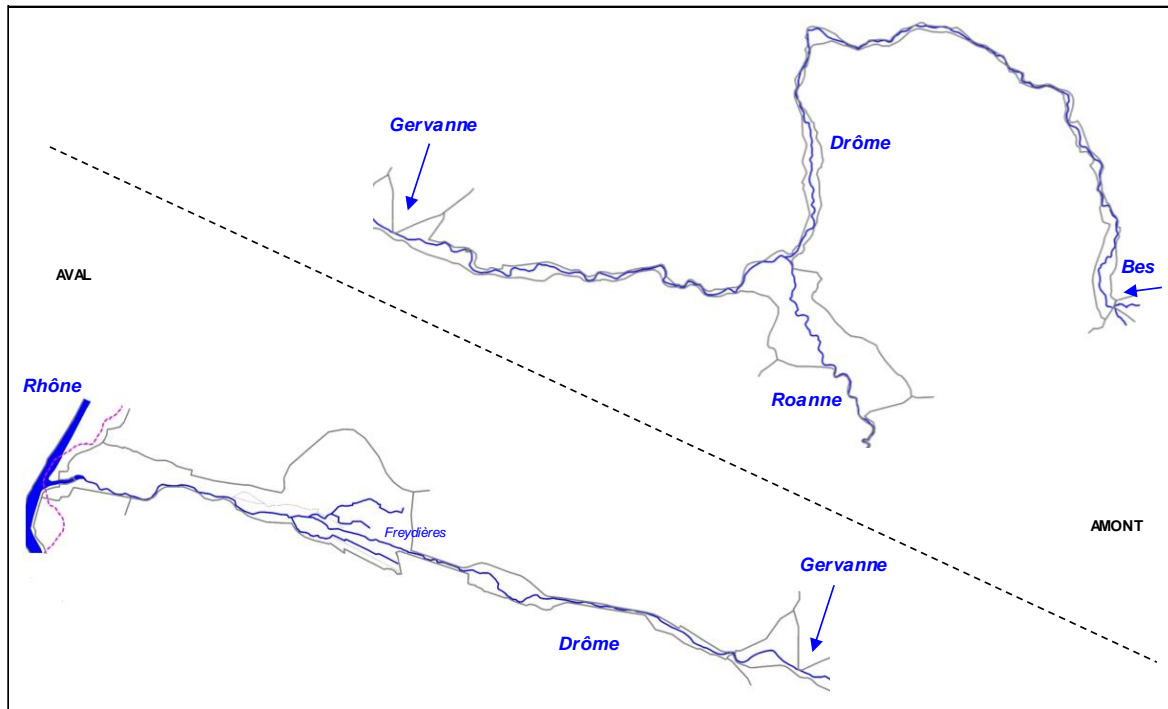 Gervanne
Drôme
Bes
AVAL
Rhône
Roanne
Freydières
AMONT
Gervanne
Drôme